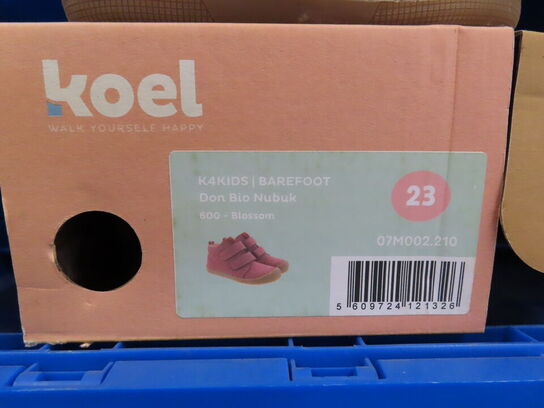 koel
WALK YOURSELF HAPPY
K4KIDS | BAREFOOT
Don Bio Nubuk
600 - Blossom
23
07M002.210
5 609724 121326